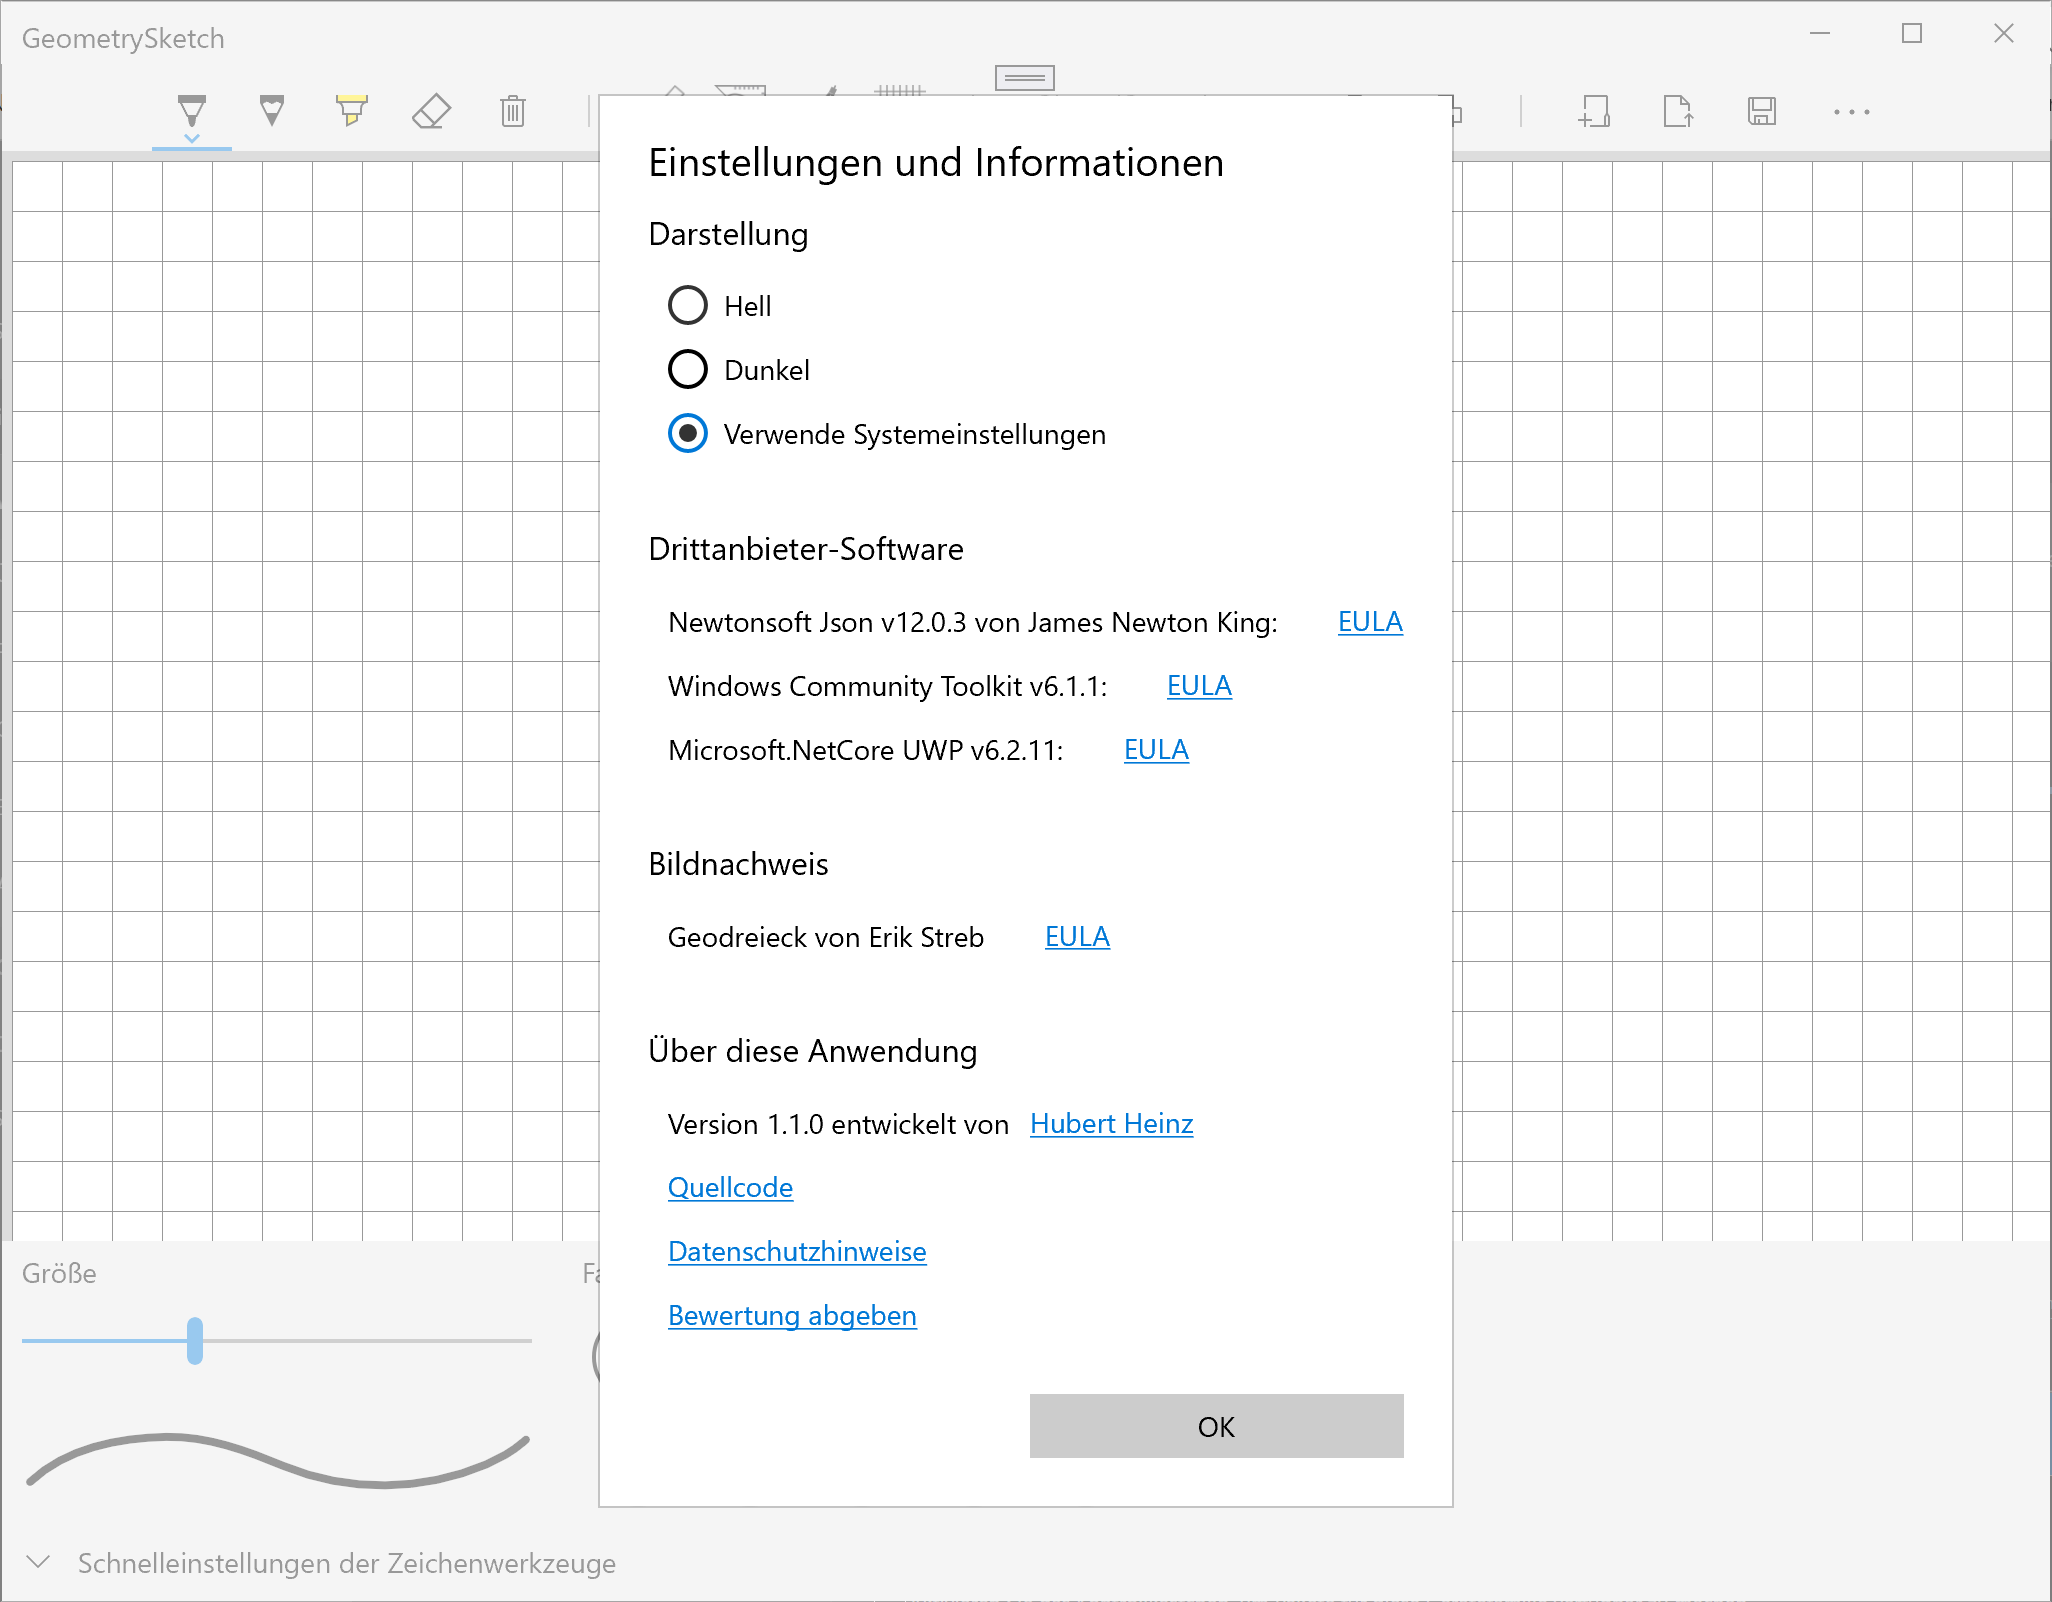 GeometrySketch
Einstellungen und Informationen
Darstellung
Hell
Dunkel
Verwende Systemeinstellungen
Drittanbieter-Software
Newtonsoft Json v12.0.3 von James Newton King: EULA
Windows Community Toolkit v6.1.1: EULA
Microsoft.NetCore UWP v6.2.11: EULA
Bildnachweis
Geodreieck von Erik Streb EULA
Über diese Anwendung
Version 1.1.0 entwickelt von Hubert Heinz
Quellcode
Datenschutzhinweise
Bewertung abgeben
OK
Größe
Schnelleinstellungen der Zeichenwerkzeuge